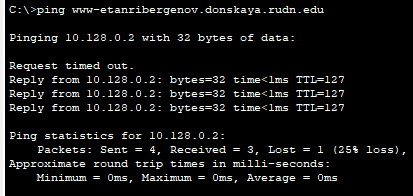 C:\>ping www-etanribergenov.donskaya.rudn.edu
Pinging 10.128.0.2 with 32 bytes of data:
Request timed out.
Reply from 10.128.0.2: bytes=32 time<1ms TTL=127
Reply from 10.128.0.2: bytes=32 time<1ms TTL=127
Reply from 10.128.0.2: bytes=32 time<1ms TTL=127
Ping statistics for 10.128.0.2:
Packets: Sent = 4, Received = 3, Lost = 1 (25% loss),
Approximate round trip times in milli-seconds:
Minimum = 0ms, Maximum = 0ms, Average = 0ms